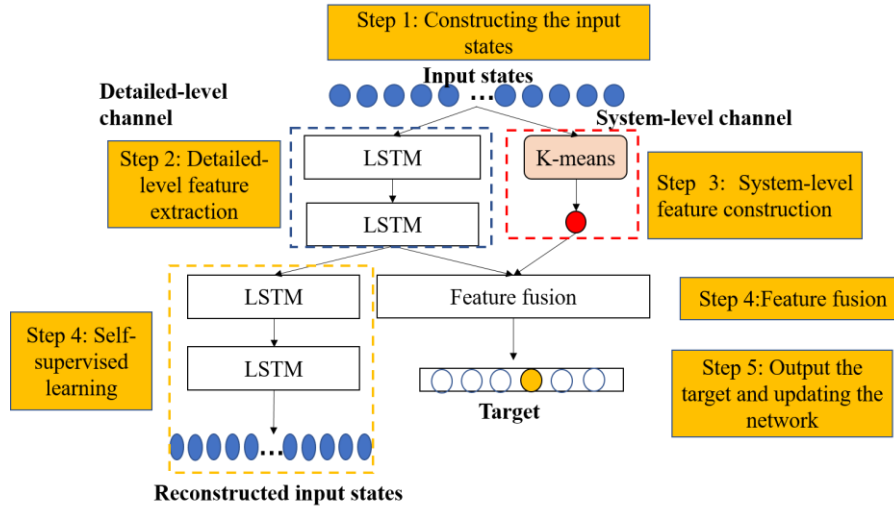 Step 1: Constructing the input
states
Input states
...
Detailed-level
channel
System-level channel
Step 2: Detailed-
level feature
extraction
LSTM
LSTM
K-means
Step 3: System-level
feature construction
LSTM
LSTM
Feature fusion
Step 4:Feature fusion
Step 4: Self-
supervised
learning
Target
Step 5: Output the
target and updating the
network
...
Reconstructed input states